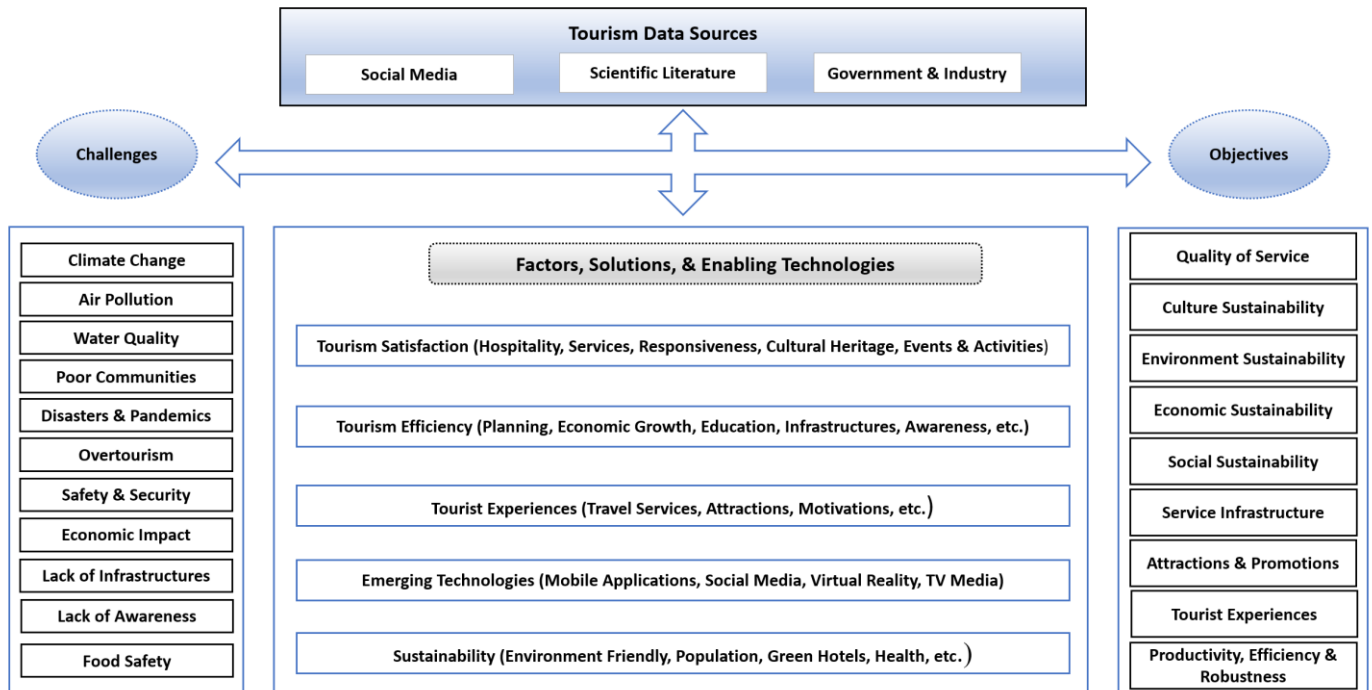 Tourism Data Sources
Social Media
Scientific Literature
Government & Industry
Challenges
Objectives
Climate Change
Air Pollution
Water Quality
Poor Communities
Disasters & Pandemics
Overtourism
Safety & Security
Economic Impact
Lack of Infrastructures
Lack of Awareness
Food Safety
Factors, Solutions, & Enabling Technologies
Tourism Satisfaction (Hospitality, Services, Responsiveness, Cultural Heritage, Events & Activities)
Tourism Efficiency (Planning, Economic Growth, Education, Infrastructures, Awareness, etc.)
Tourist Experiences (Travel Services, Attractions, Motivations, etc.)
Emerging Technologies (Mobile Applications, Social Media, Virtual Reality, TV Media)
Sustainability (Environment Friendly, Population, Green Hotels, Health, etc.)
Quality of Service
Culture Sustainability
Environment Sustainability
Economic Sustainability
Social Sustainability
Service Infrastructure
Attractions & Promotions
Tourist Experiences
Productivity, Efficiency &
Robustness